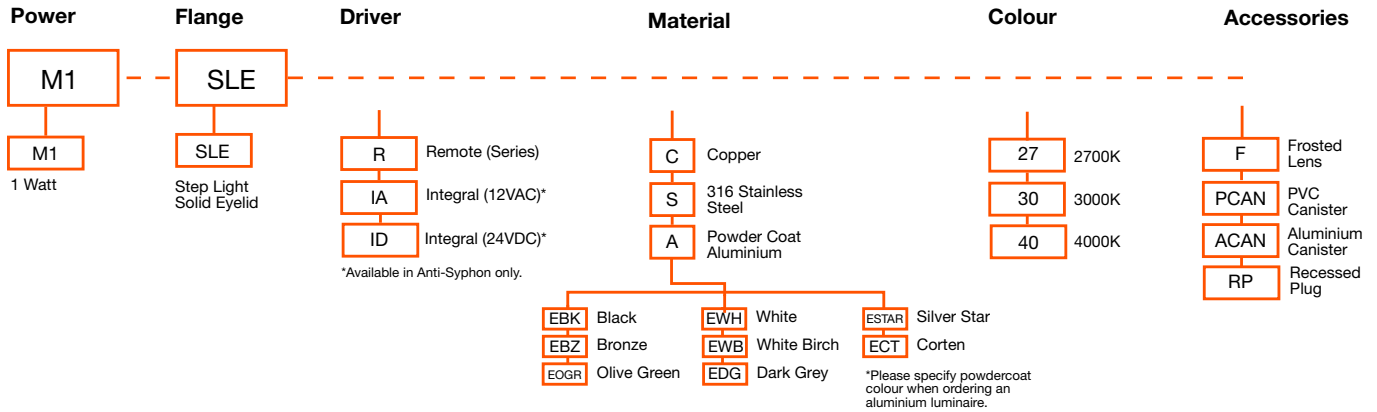 Power
Flange
Driver
Material
Colour
Accessories
M1
SLE
M1
1 Watt
SLE
Step Light
Solid Eyelid
R Remote (Series)
IA Integral (12VAC)*
ID Integral (24VDC)*
*Available in Anti-Syphon only.
C Copper
S 316 Stainless
Steel
A Powder Coat
Aluminium
EBK Black
EBZ Bronze
EOGR Olive Green
EWH White
EWB White Birch
EDG Dark Grey
ESTAR Silver Star
ECT Corten
*Please specify powdercoat
colour when ordering an
aluminium luminaire.
27 2700K
30 3000K
40 4000K
F Frosted
Lens
PCAN PVC
Canister
ACAN Aluminium
Canister
RP Recessed
Plug